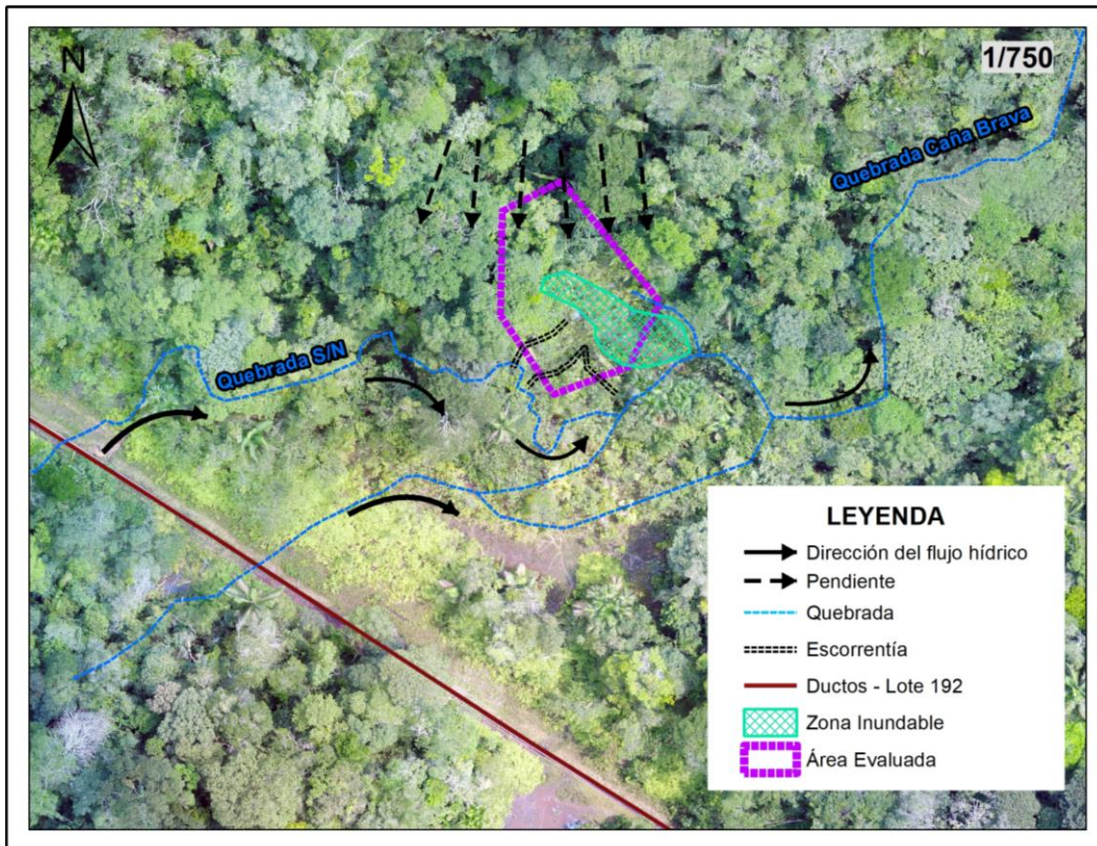 N
1/750
Quebrada Caña Brava
Quebrada S/N
LEYENDA
Dirección del flujo hídrico
Pendiente
Quebrada
Escorrentía
Ductos - Lote 192
Zona Inundable
Área Evaluada